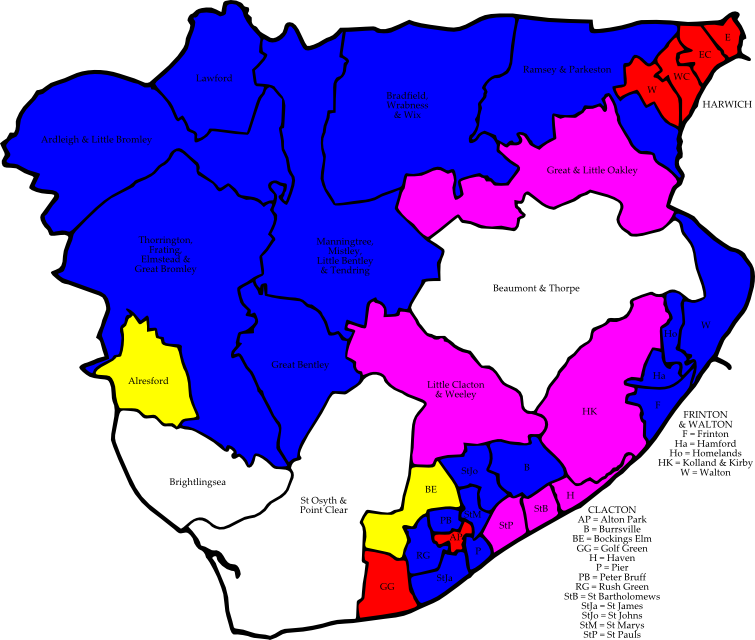 E
EC
WC
W
HARWICH
Lawford
Ramsey & Parkeston
Bradfield,
Wrabness
& Wix
Ardleigh & Little Bromley
Great & Little Oakley
Thorrington,
Frating,
Elmstead &
Great Bromley
Manningtree,
Mistley,
Little Bentley
& Tendring
Beaumont & Thorpe
Ho
W
Great Bentley
Ha
Alresford
Little Clacton
& Weeley
F
HK
FRINTON
& WALTON
F = Frinton
Ha = Hamford
Ho = Homelands
HK = Kolland & Kirby
W = Walton
StJo
B
Brightlingsea
BE
H
St Osyth &
Point Clear
StB
StM
PB
StP
AP
P
RG
StJa
GG
CLACTON
AP = Alton Park
B = Burrsville
BE = Bockings Elm
GG = Golf Green
H = Haven
P = Pier
PB = Peter Bruff
RG = Rush Green
StB = St Bartholomews
StJa = St James
StJo = St Johns
StM = St Marys
StP = St Pauls